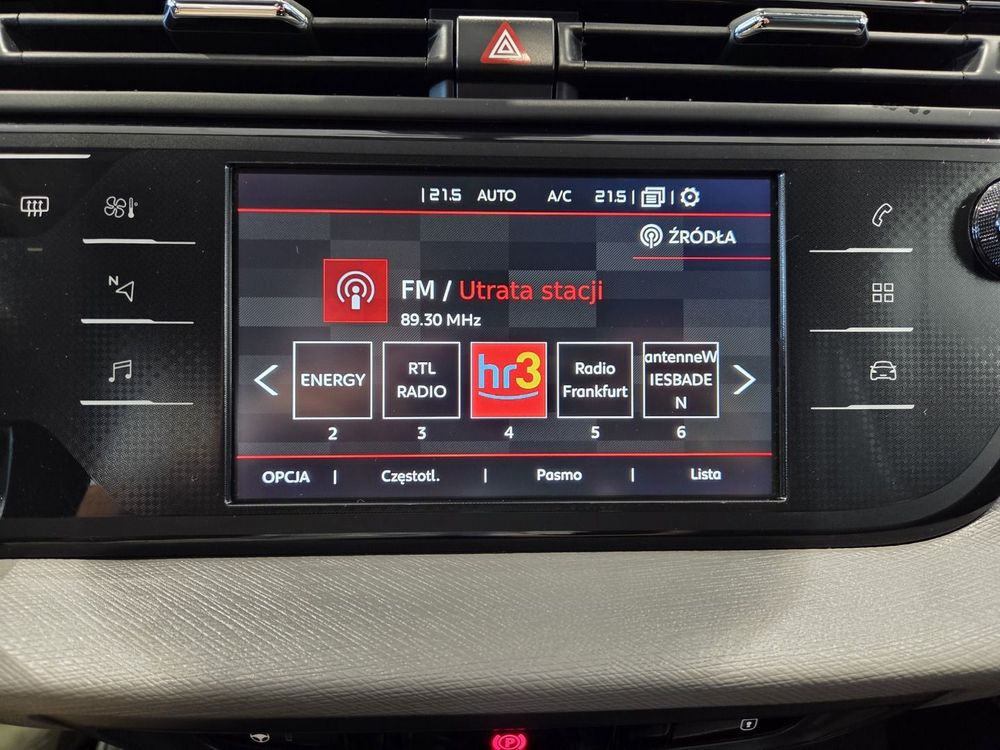 21.5 AUTO A/C 21.5
ŹRÓDŁA
FM / Utrata stacji
89.30 MHz
ENERGY
RTL
RADIO
hr3
Radio
Frankfurt
antenneW
IESBADE
N
2 3 4 5 6
OPCJA | Częstotl. | Pasmo | Lista
N
P